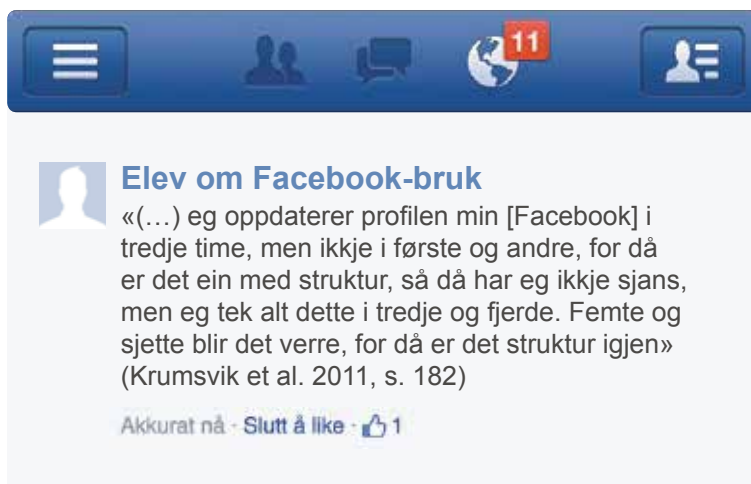 11
Elev om Facebook-bruk
«(…) eg oppdaterer profilen min [Facebook] i
tredje time, men ikkje i første og andre, for då
er det ein med struktur, så då har eg ikkje sjans,
men eg tek alt dette i tredje og fjerde. Femte og
sjette blir det verre, for då er det struktur igjen»
(Krumsvik et al. 2011, s. 182)
Akkurat nå · Slutt å like · 1